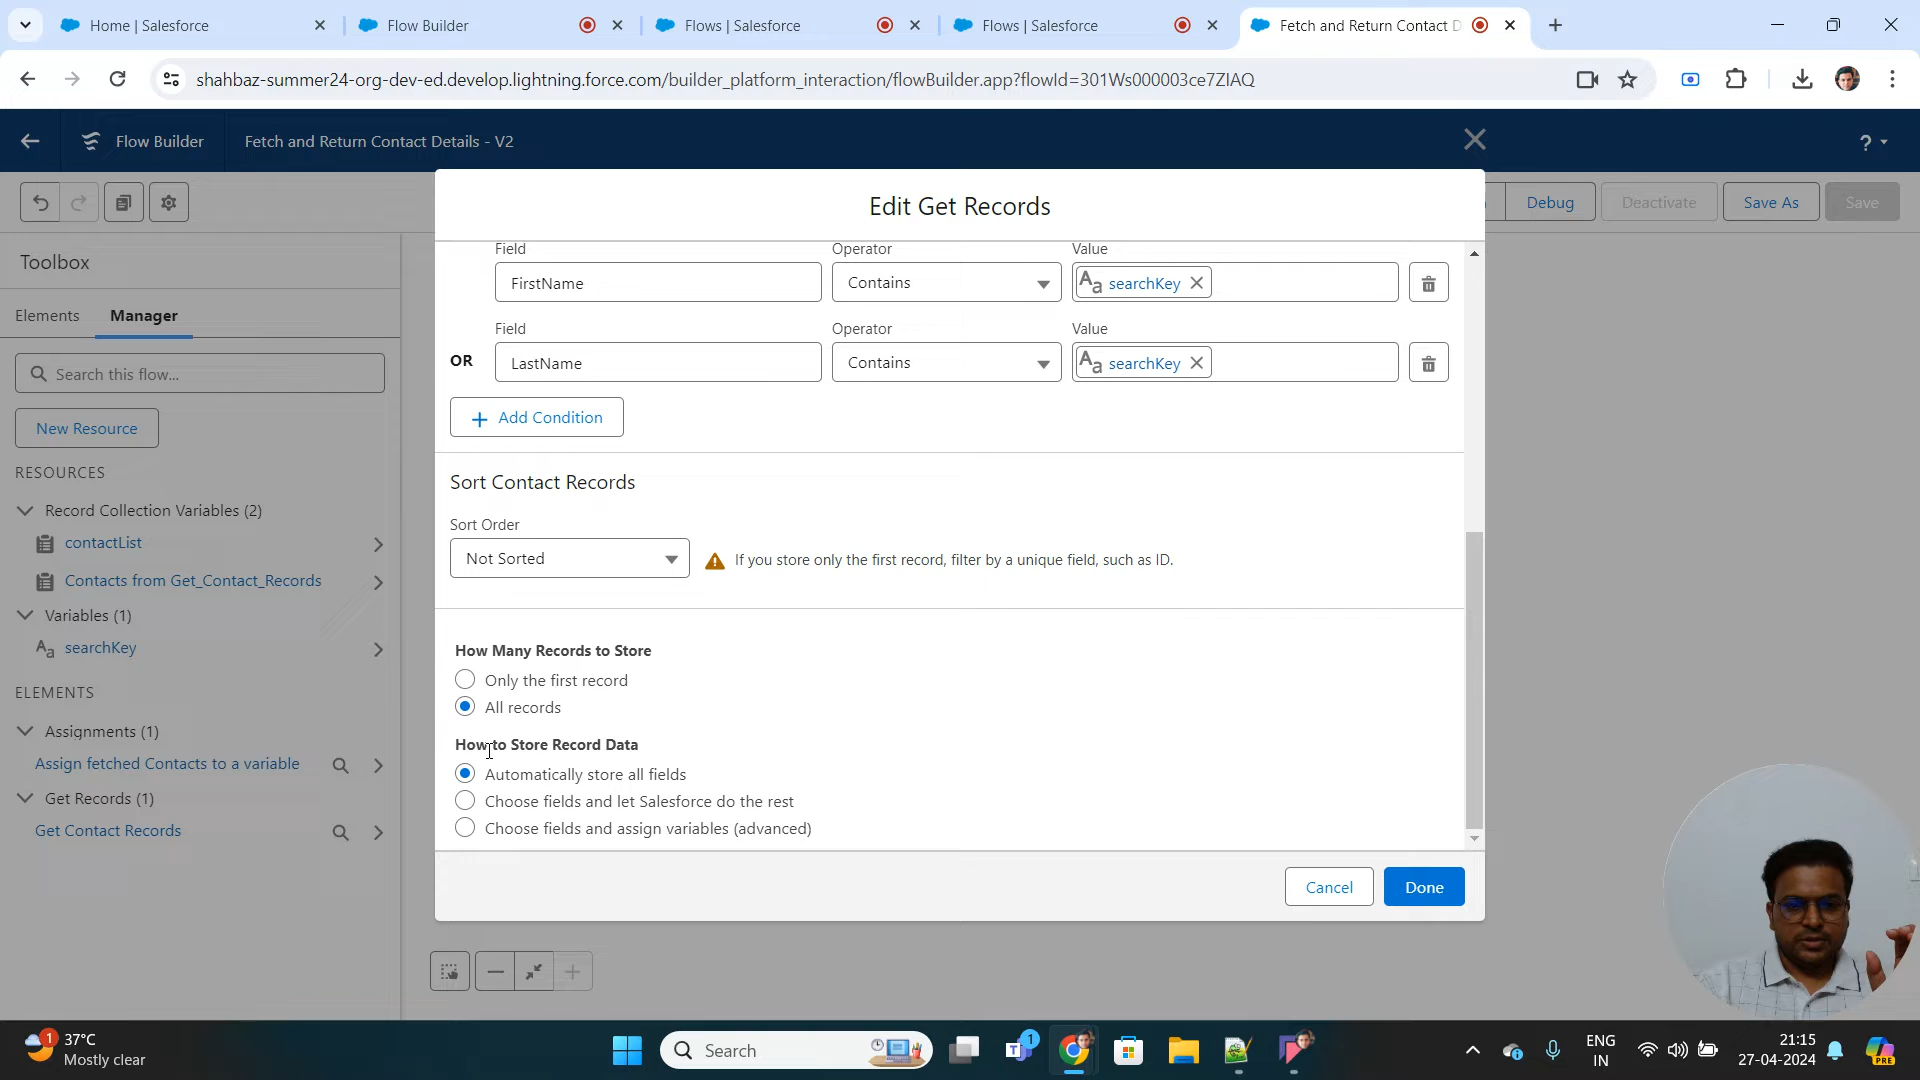 Home | Salesforce
Flow Builder
Flows | Salesforce
Flows | Salesforce
Fetch and Return Contact D
shahbaz-summer24-org-dev-ed.develop.lightning.force.com/builder_platform_interaction/flowBuilder.app?flowId=301Ws000003ce7ZIAQ
Flow Builder
Fetch and Return Contact Details - V2
?
Debug
Deactivate
Save As
Save
Toolbox
Elements
Manager
Search this flow...
New Resource
RESOURCES
Record Collection Variables (2)
contactList
Contacts from Get_Contact_Records
Variables (1)
Aa searchKey
ELEMENTS
Assignments (1)
Assign fetched Contacts to a variable
Get Records (1)
Get Contact Records
Edit Get Records
Field Operator Value
FirstName Contains Aa searchKey
Field Operator Value
OR LastName Contains Aa searchKey
+ Add Condition
Sort Contact Records
Sort Order
Not Sorted
If you store only the first record, filter by a unique field, such as ID.
How Many Records to Store
Only the first record
All records
How to Store Record Data
Automatically store all fields
Choose fields and let Salesforce do the rest
Choose fields and assign variables (advanced)
Cancel
Done
1
37°C
Mostly clear
Search
1
ENG
IN
21:15
27-04-2024
PRE